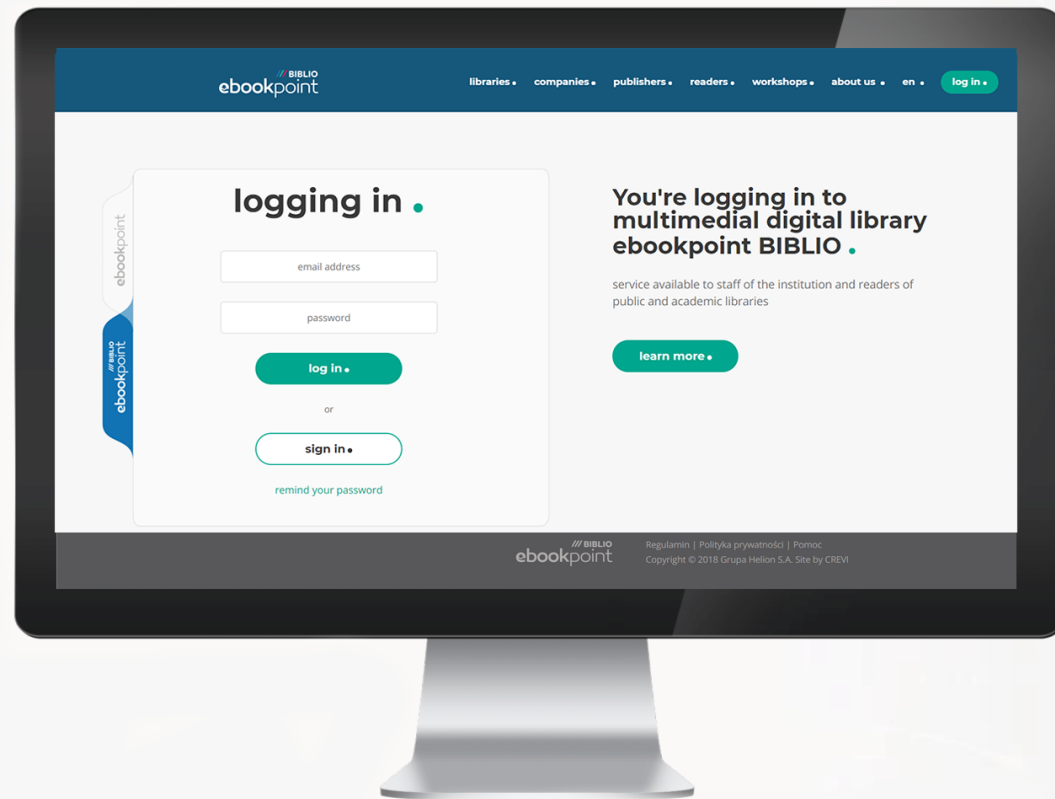 /// BIBLIO
ebookpoint
libraries • companies • publishers • readers • workshops • about us • en • log in •
logging in .
ebookpoint
/// BIBLIO
ebookpoint
email address
password
log in •
or
sign in •
remind your password
You're logging in to
multimedial digital library
ebookpoint BIBLIO .
service available to staff of the institution and readers of
public and academic libraries
learn more •
/// BIBLIO
ebookpoint
Regulamin | Polityka prywatności | Pomoc
Copyright © 2018 Grupa Helion S.A. Site by CREVI